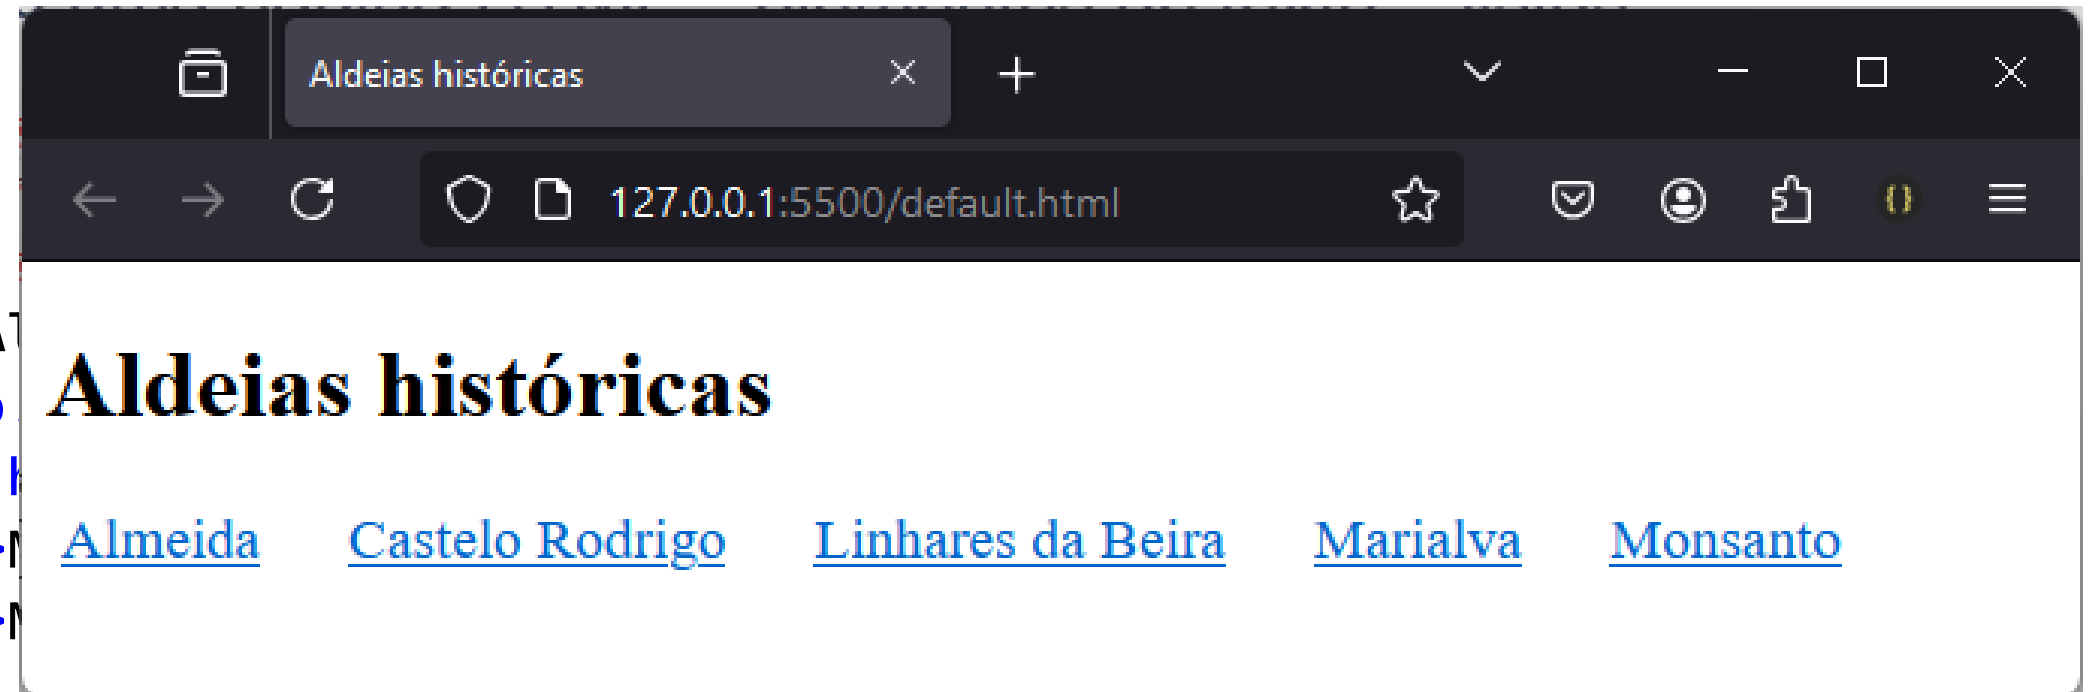 Aldeias históricas
127.0.0.1:5500/default.html
Aldeias históricas
Almeida Castelo Rodrigo Linhares da Beira Marialva Monsanto